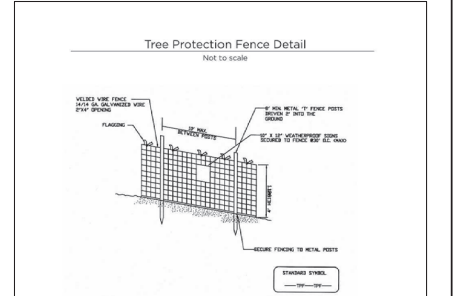 Tree Protection Fence Detail
Not to scale
WELDED WIRE FENCE
14/14 GA. GALVANIZED WIRE
2"X4" OPENING
FLAGGING
10' MAX.
BETWEEN POSTS
6' MIN. METAL 'T' FENCE POSTS
DRIVEN 2' INTO THE
GROUND
10" X 12" WEATHERPROOF SIGNS
SECURED TO FENCE @30' O.C. (MAX)
4' HEIGHT
SECURE FENCING TO METAL POSTS
STANDARD SYMBOL
TPF TPF